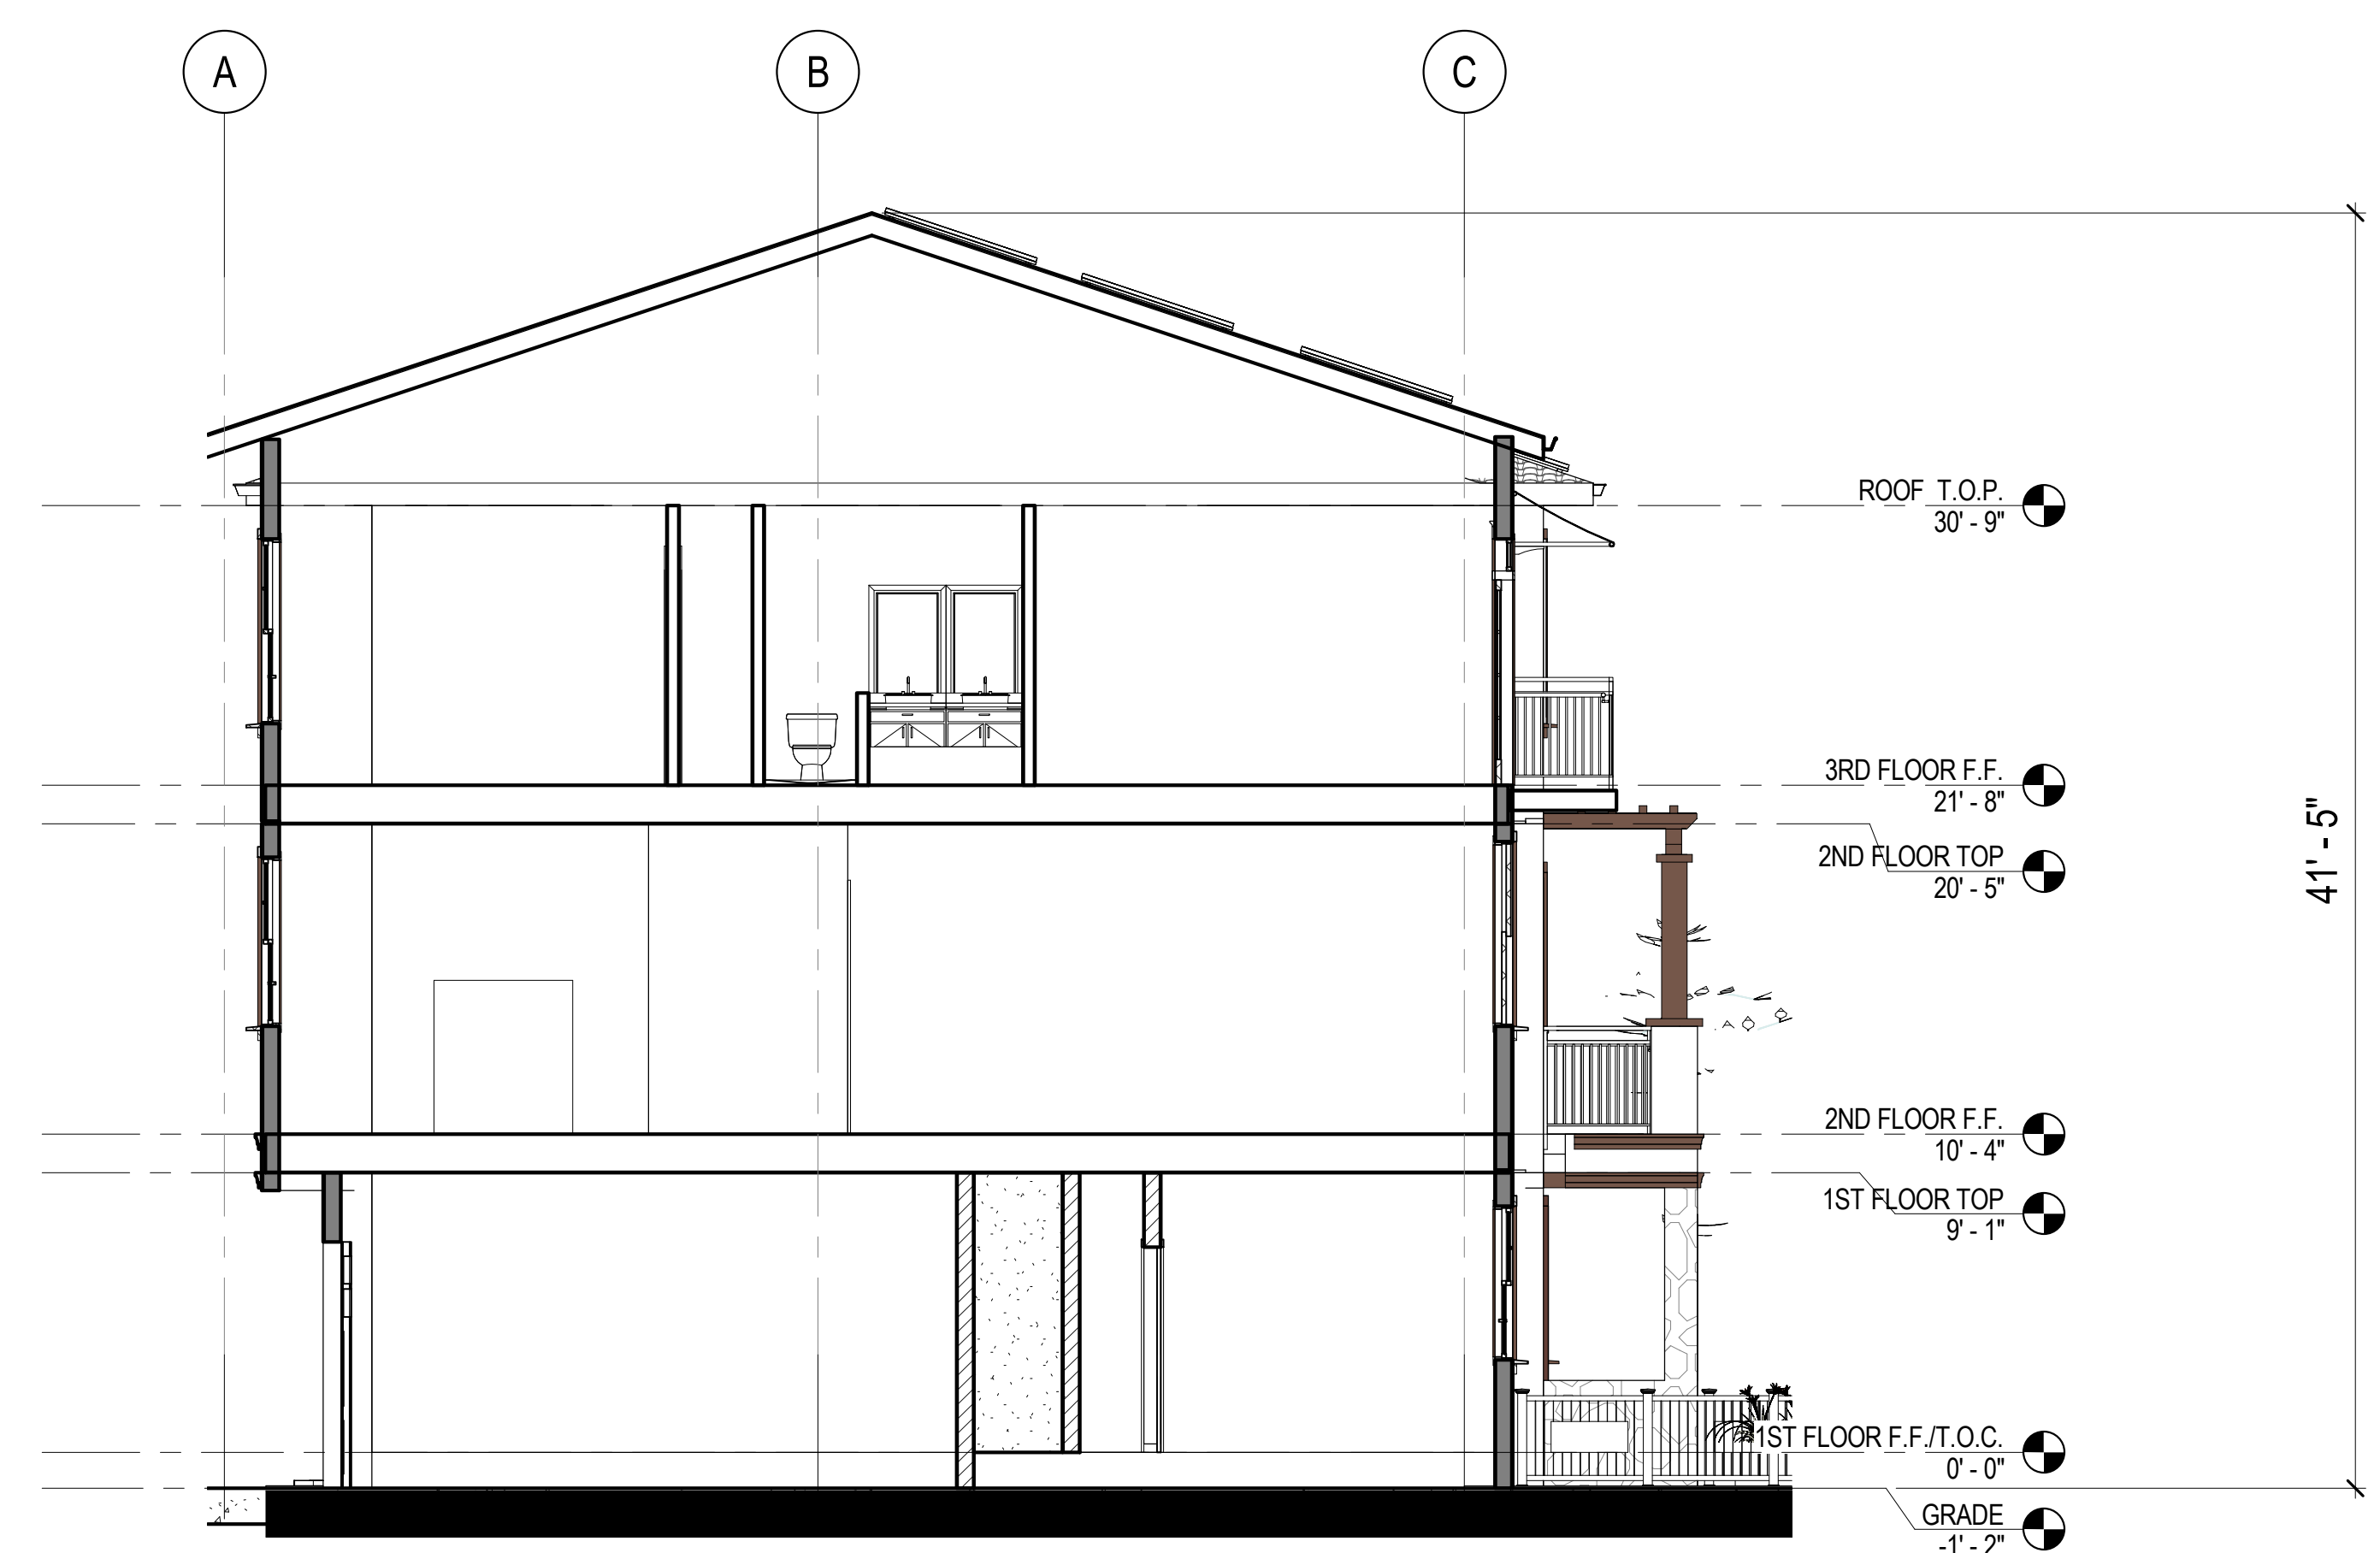 A
B
C
ROOF T.O.P.
30' - 9"
3RD FLOOR F.F.
21' - 8"
2ND FLOOR TOP
20' - 5"
41' - 5"
2ND FLOOR F.F.
10' - 4"
1ST FLOOR TOP
9' - 1"
1ST FLOOR F.F./T.O.C.
0' - 0"
GRADE
-1' - 2"